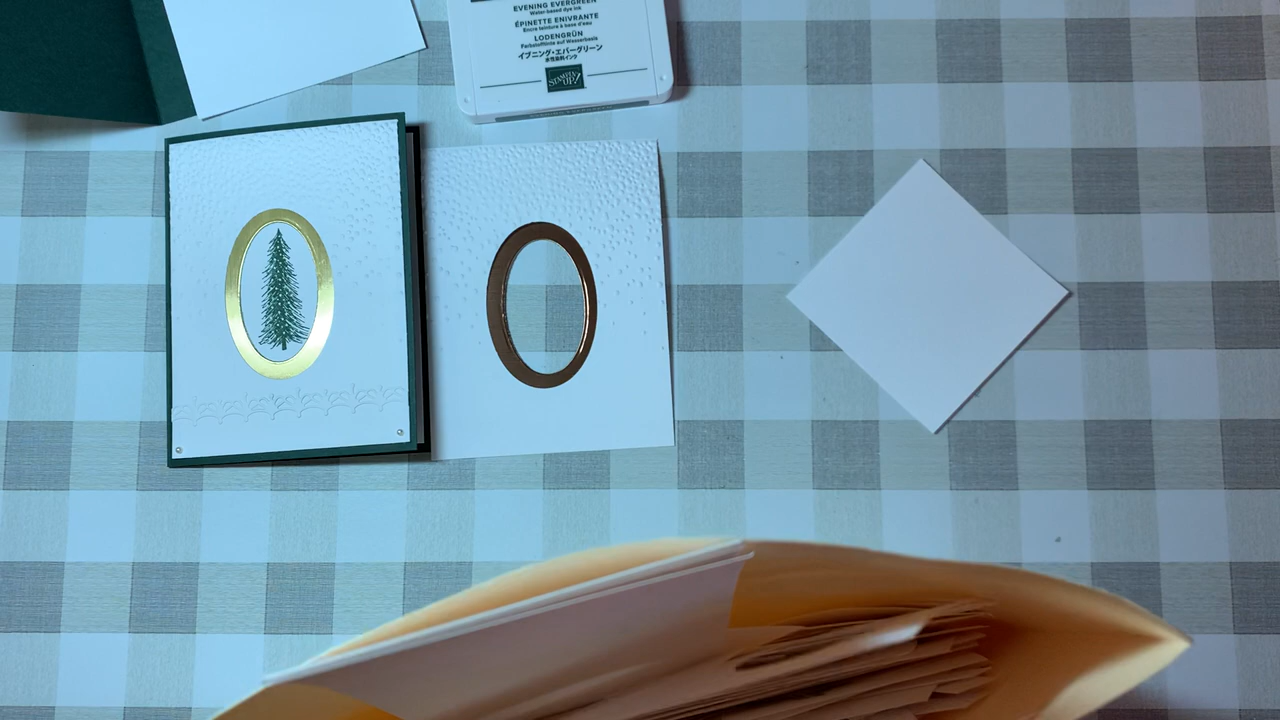 EVENING EVERGREEN
Water-based dye ink
ÉPINETTE ENIVRANTE
Encre teinture à base d'eau
LODENGRÜN
Farbstofftinte auf Wasserbasis
イブニング・エバーグリーン
水性染料インク
STAMPIN'
UP!